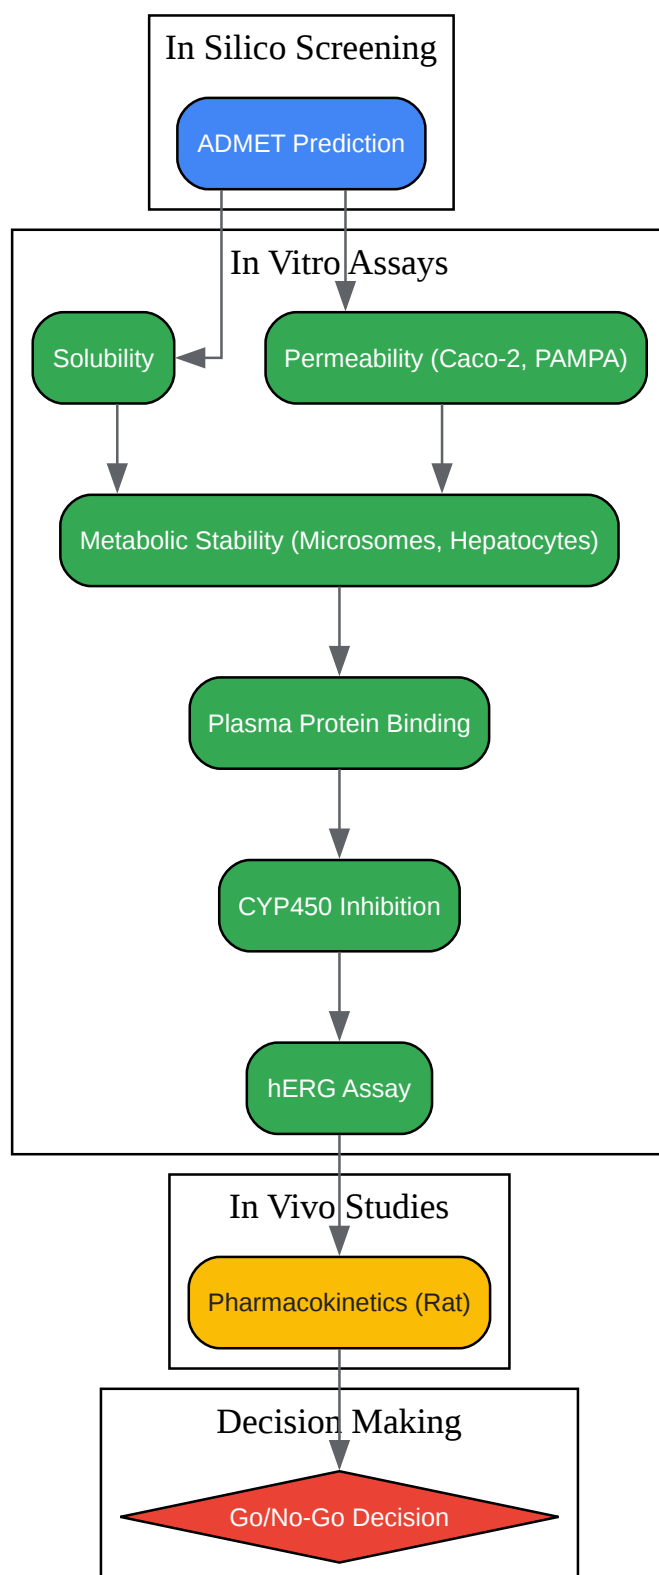 In Silico Screening
ADMET Prediction
In Vitro Assays
Solubility
Permeability (Caco-2, PAMPA)
Metabolic Stability (Microsomes, Hepatocytes)
Plasma Protein Binding
CYP450 Inhibition
hERG Assay
In Vivo Studies
Pharmacokinetics (Rat)
Decision Making
Go/No-Go Decision